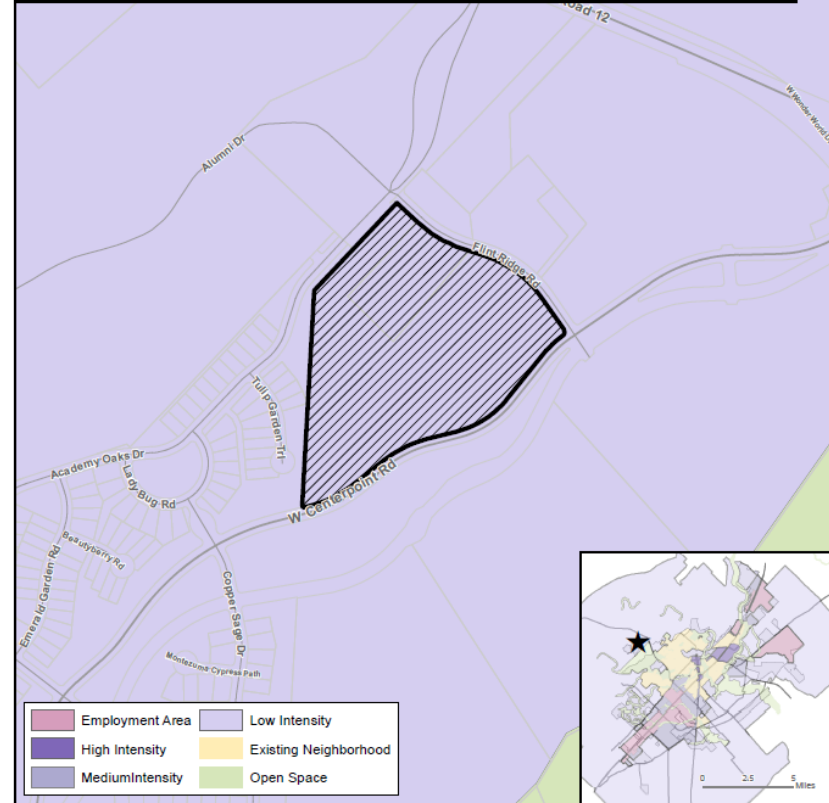 Road 12
W Wonder World D
Alumni Dr
Flint Ridge Rd
Tulip Garden Trl
Academy Oaks Dr
Lady Bug Rd
W Centerpoint Rd
Beautyberry Rd
Emerald Garden Rd
Copper Sage Dr
Montezuma Cypress Path
Employment Area
Low Intensity
High Intensity
Existing Neighborhood
MediumIntensity
Open Space
0 2.5 5
Miles